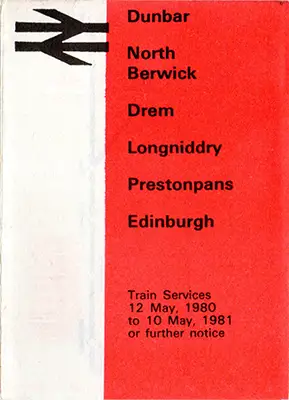 Dunbar
North
Berwick
Drem
Longniddry
Prestonpans
Edinburgh
Train Services
12 May, 1980
to 10 May, 1981
or further notice